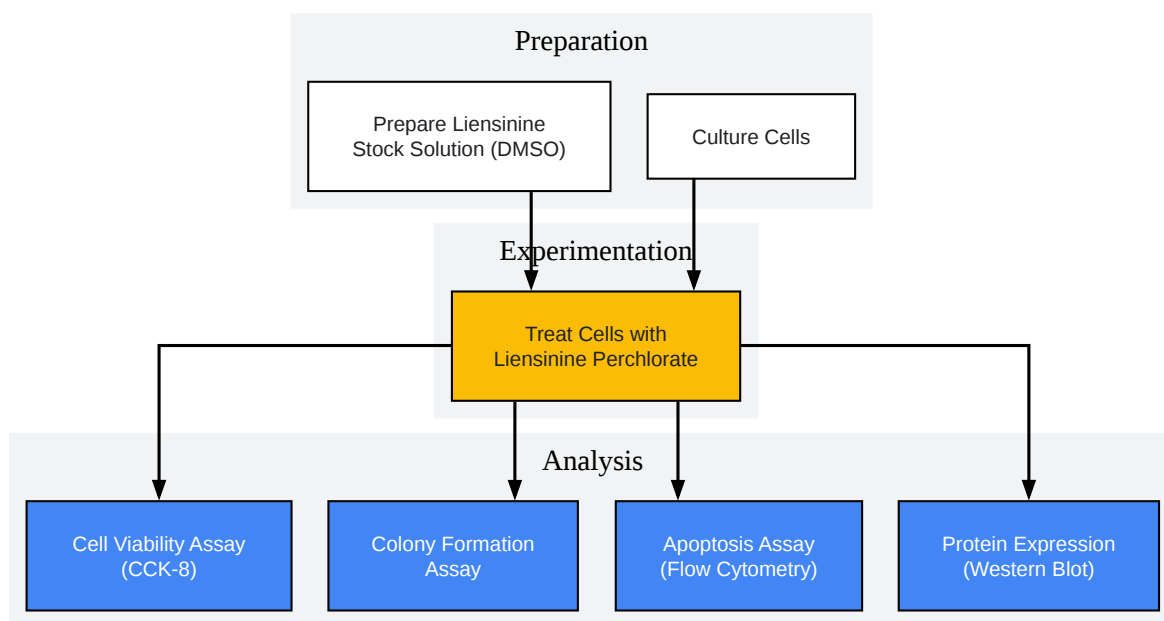 Preparation
Prepare Liensinine
Stock Solution (DMSO)
Culture Cells
Experimentation
Treat Cells with
Liensinine Perchlorate
Analysis
Cell Viability Assay
(CCK-8)
Colony Formation
Assay
Apoptosis Assay
(Flow Cytometry)
Protein Expression
(Western Blot)